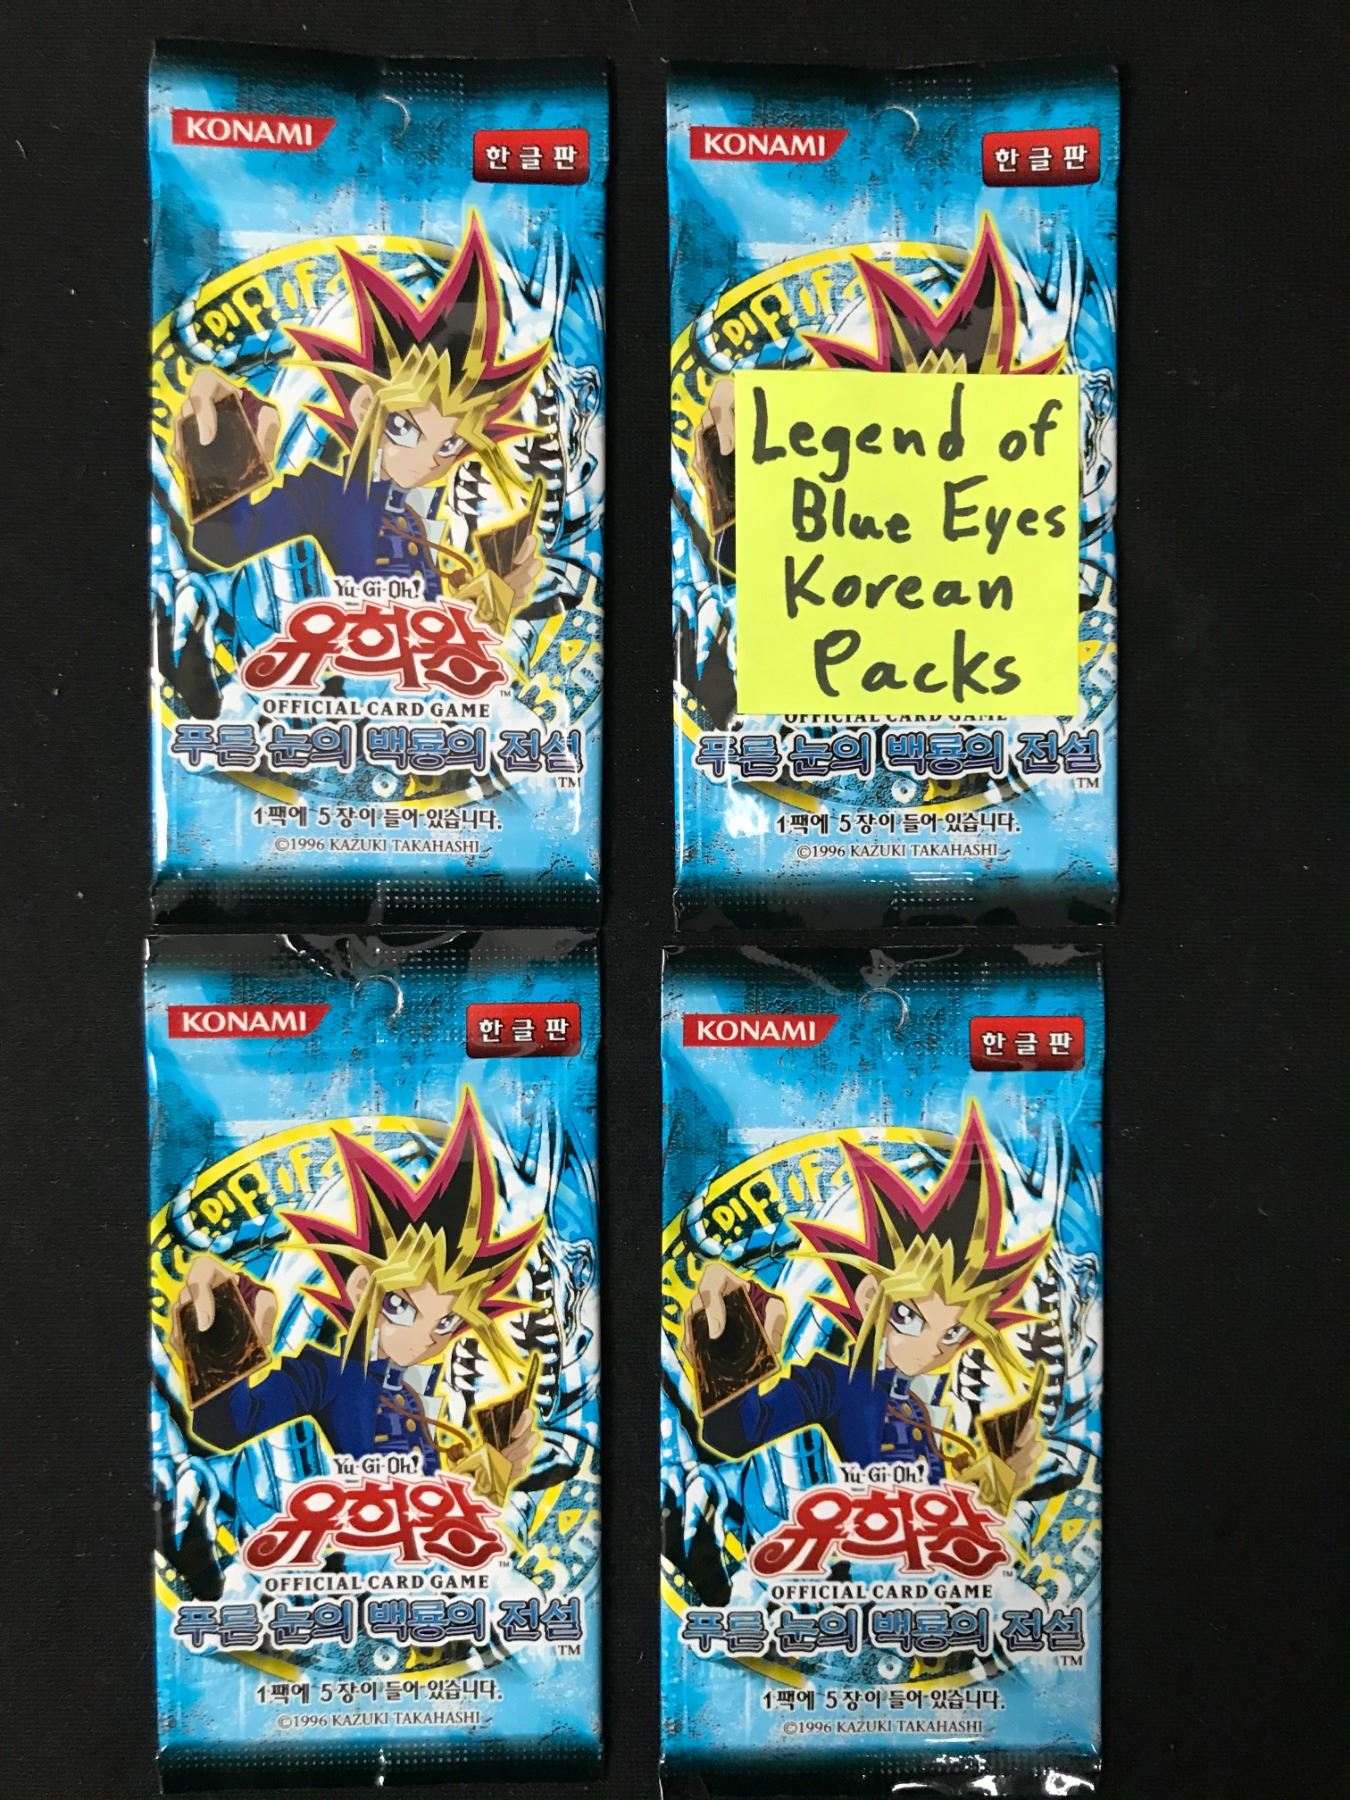 KONAMI
한글판
Yu-Gi-Oh!
유희왕
™
OFFICIAL CARD GAME
푸른 눈의 백룡의 전설
TM
1팩에 5장이 들어 있습니다.
©1996 KAZUKI TAKAHASHI
KONAMI
한글판
Legend of
Blue Eyes
Korean
Packs
OFFICIAL CARD GAME
푸른 눈의 백룡의 전설
TM
1팩에 5장이 들어 있습니다.
©1996 KAZUKI TAKAHASHI
KONAMI
한글판
Yu-Gi-Oh!
유희왕
™
OFFICIAL CARD GAME
푸른 눈의 백룡의 전설
TM
1팩에 5장이 들어 있습니다.
©1996 KAZUKI TAKAHASHI
KONAMI
한글판
Yu-Gi-Oh!
유희왕
™
OFFICIAL CARD GAME
푸른 눈의 백룡의 전설
TM
1팩에 5장이 들어 있습니다.
©1996 KAZUKI TAKAHASHI